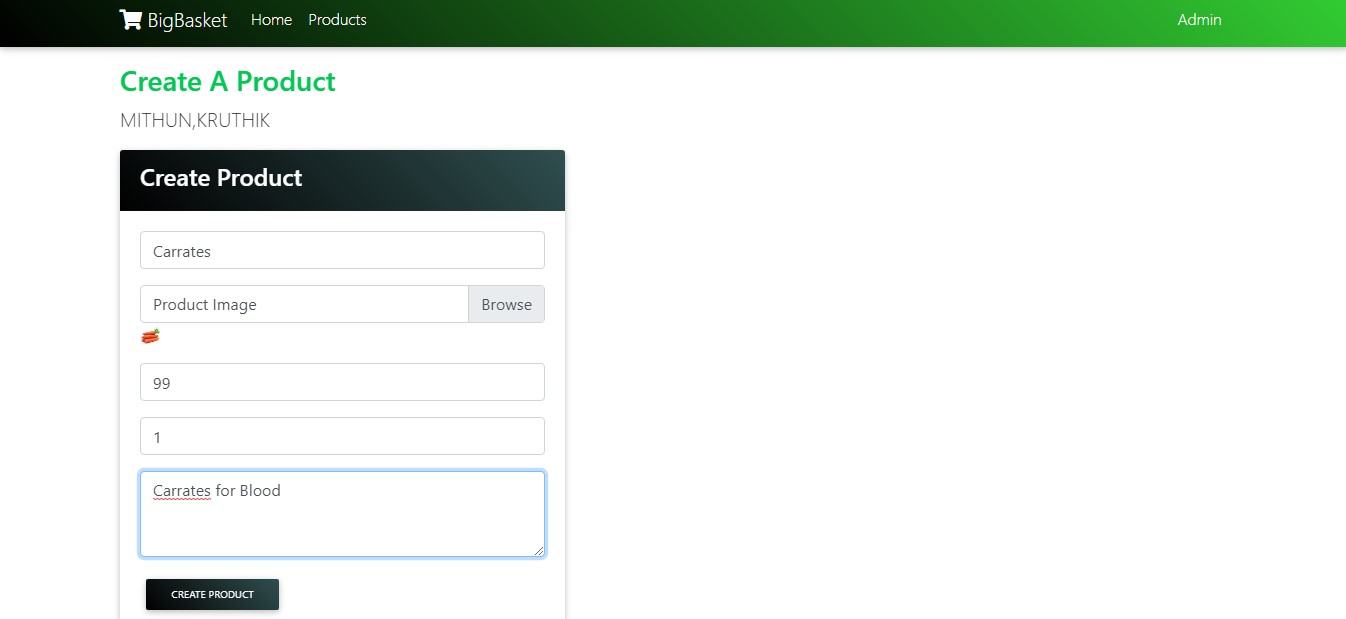 BigBasket Home Products Admin
Create A Product
MITHUN,KRUTHIK
Create Product
Carrates
Product Image Browse
99
1
Carrates for Blood
CREATE PRODUCT